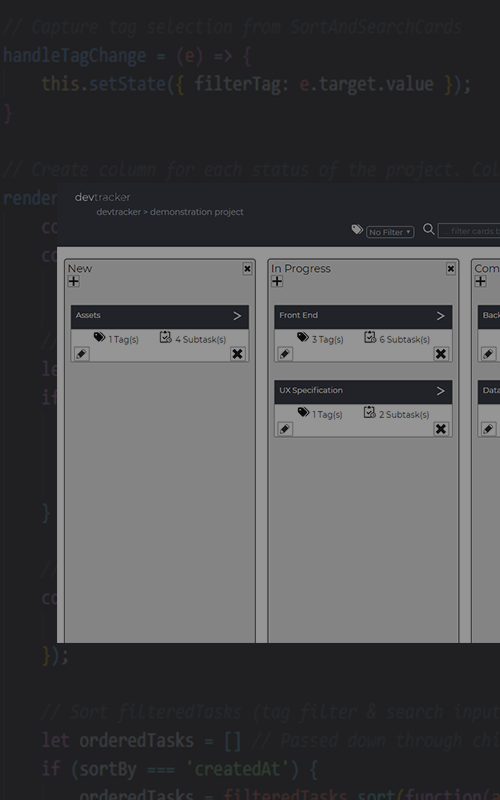 // Capture tag selection from SortAndSearchCards
handleTagChange = (e) => {
this.setState({ filterTag: e.target.value });
}
// Create column for each status of the project. Col
render
co
co
le
if
}
co
});
devtracker
devtracker > demonstration project
No Filter
filter cards b
New
In Progress
Com
Assets
Front End
Back
1 Tag(s)
4 Subtask(s)
3 Tag(s)
6 Subtask(s)
UX Specification
Data
1 Tag(s)
2 Subtask(s)
// Sort filteredTasks (tag filter & search input
let orderedTasks = [] // Passed down through chi
if (sortBy === 'createdAt') {
orderedTasks = filteredTasks.sort(function(a